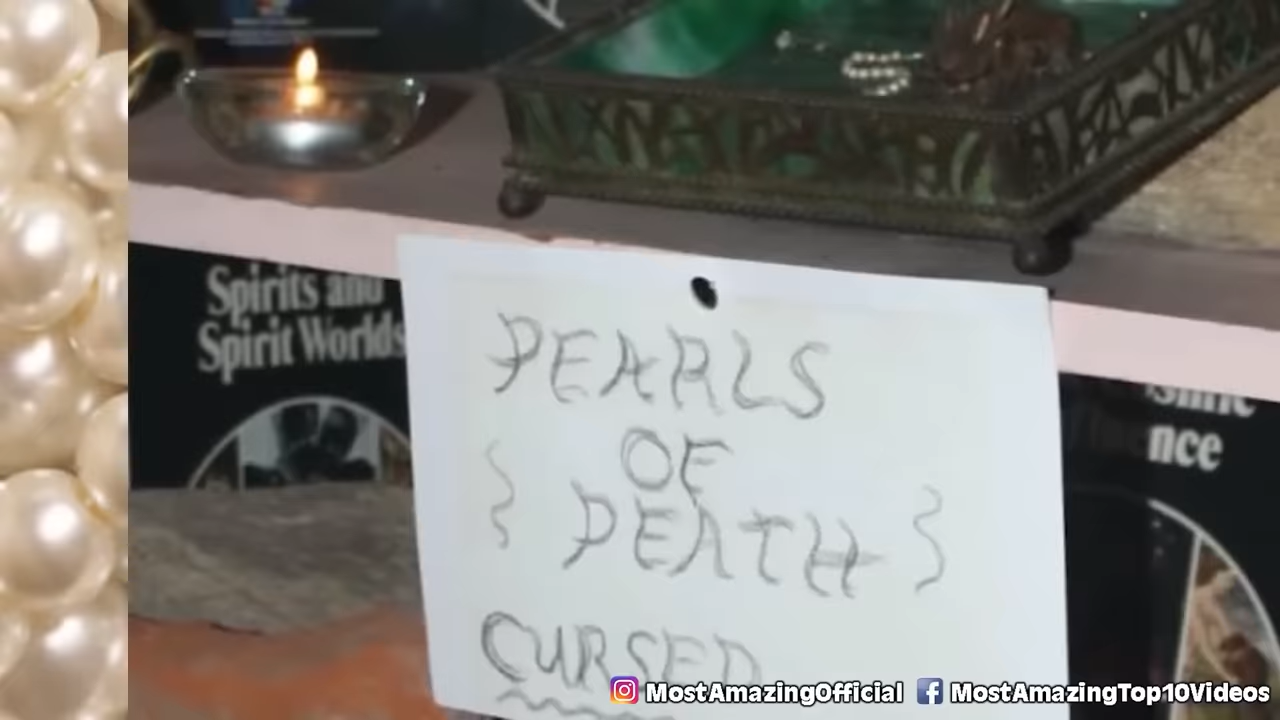 Spirits and
Spirit Worlds
PEARLS
OF
DEATH
CURSED
nce
MostAmazingOfficial
MostAmazingTop10Videos